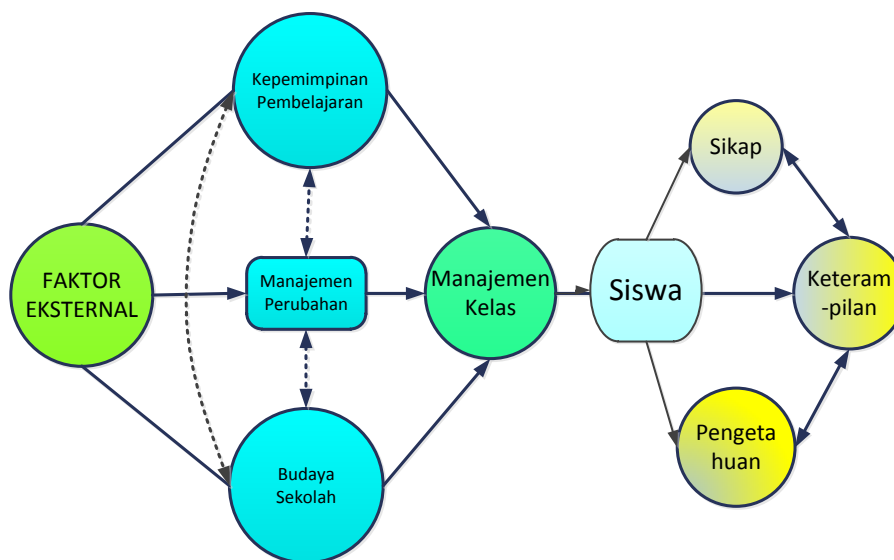 Kepemimpinan
Pembelajaran
Sikap
FAKTOR
EKSTERNAL
Manajemen
Perubahan
Manajemen
Kelas
Siswa
Keteram
-pilan
Pengeta
huan
Budaya
Sekolah